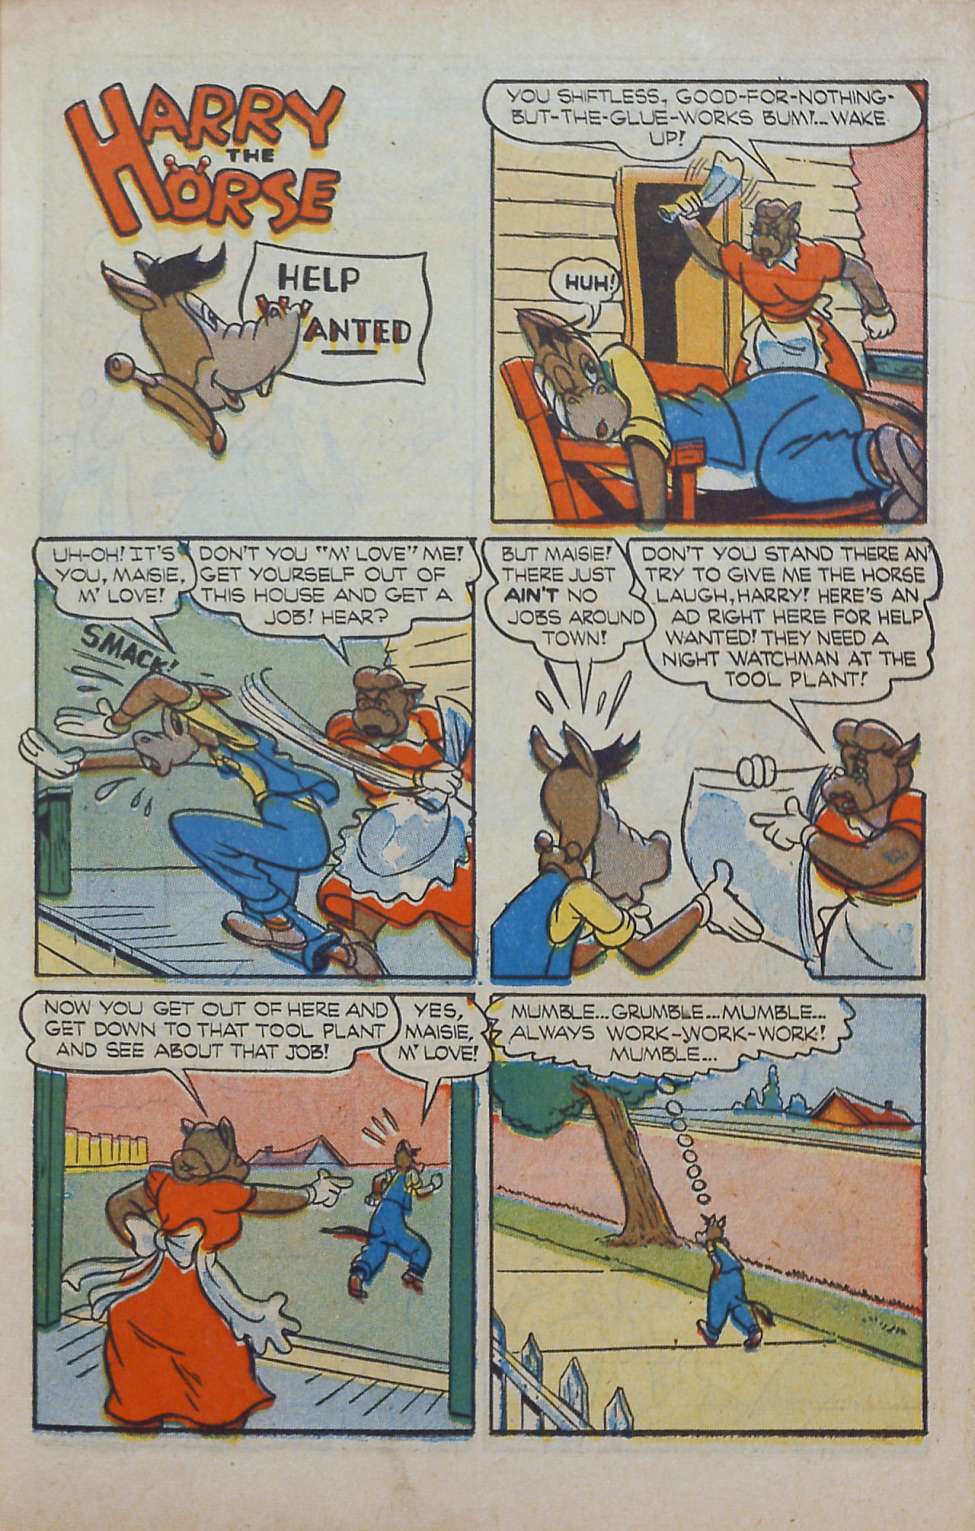 HARRY
THE
HORSE
HELP
WANTED
YOU SHIFTLESS, GOOD-FOR-NOTHING-
BUT-THE-GLUE-WORKS BUM!... WAKE
UP!
HUH!
UH-OH! IT'S
YOU, MAISIE,
M' LOVE!
DON'T YOU "M' LOVE" ME!
GET YOURSELF OUT OF
THIS HOUSE AND GET A
JOB! HEAR?
SMACK!
BUT MAISIE!
THERE JUST
AIN'T NO
JOBS AROUND
TOWN!
DON'T YOU STAND THERE AN'
TRY TO GIVE ME THE HORSE
LAUGH, HARRY! HERE'S AN
AD RIGHT HERE FOR HELP
WANTED! THEY NEED A
NIGHT WATCHMAN AT THE
TOOL PLANT!
NOW YOU GET OUT OF HERE AND
GET DOWN TO THAT TOOL PLANT
AND SEE ABOUT THAT JOB!
YES,
MAISIE,
M' LOVE!
MUMBLE...GRUMBLE...MUMBLE...
ALWAYS WORK-WORK-WORK!
MUMBLE...